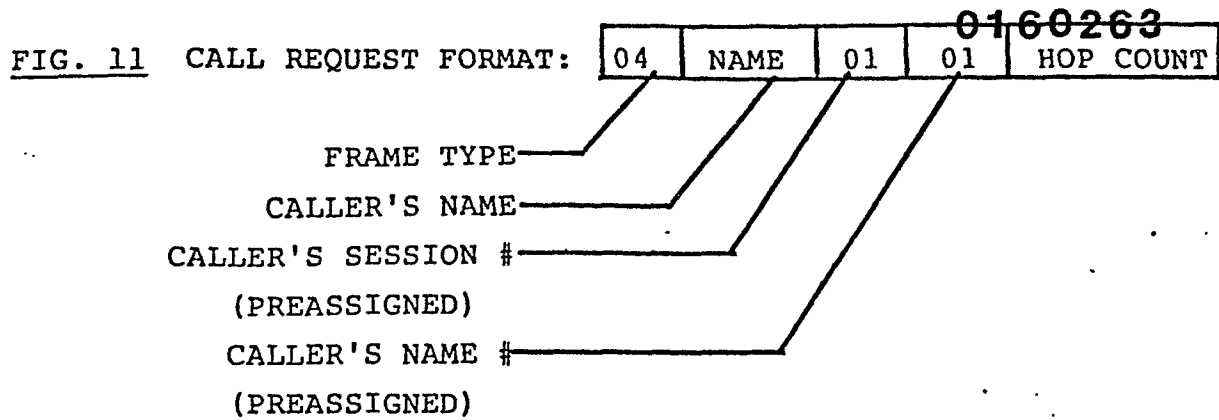 0160263
FIG. 11 CALL REQUEST FORMAT: 04 NAME 01 01 HOP COUNT
FRAME TYPE
CALLER'S NAME
CALLER'S SESSION #
(PREASSIGNED)
CALLER'S NAME #
(PREASSIGNED)